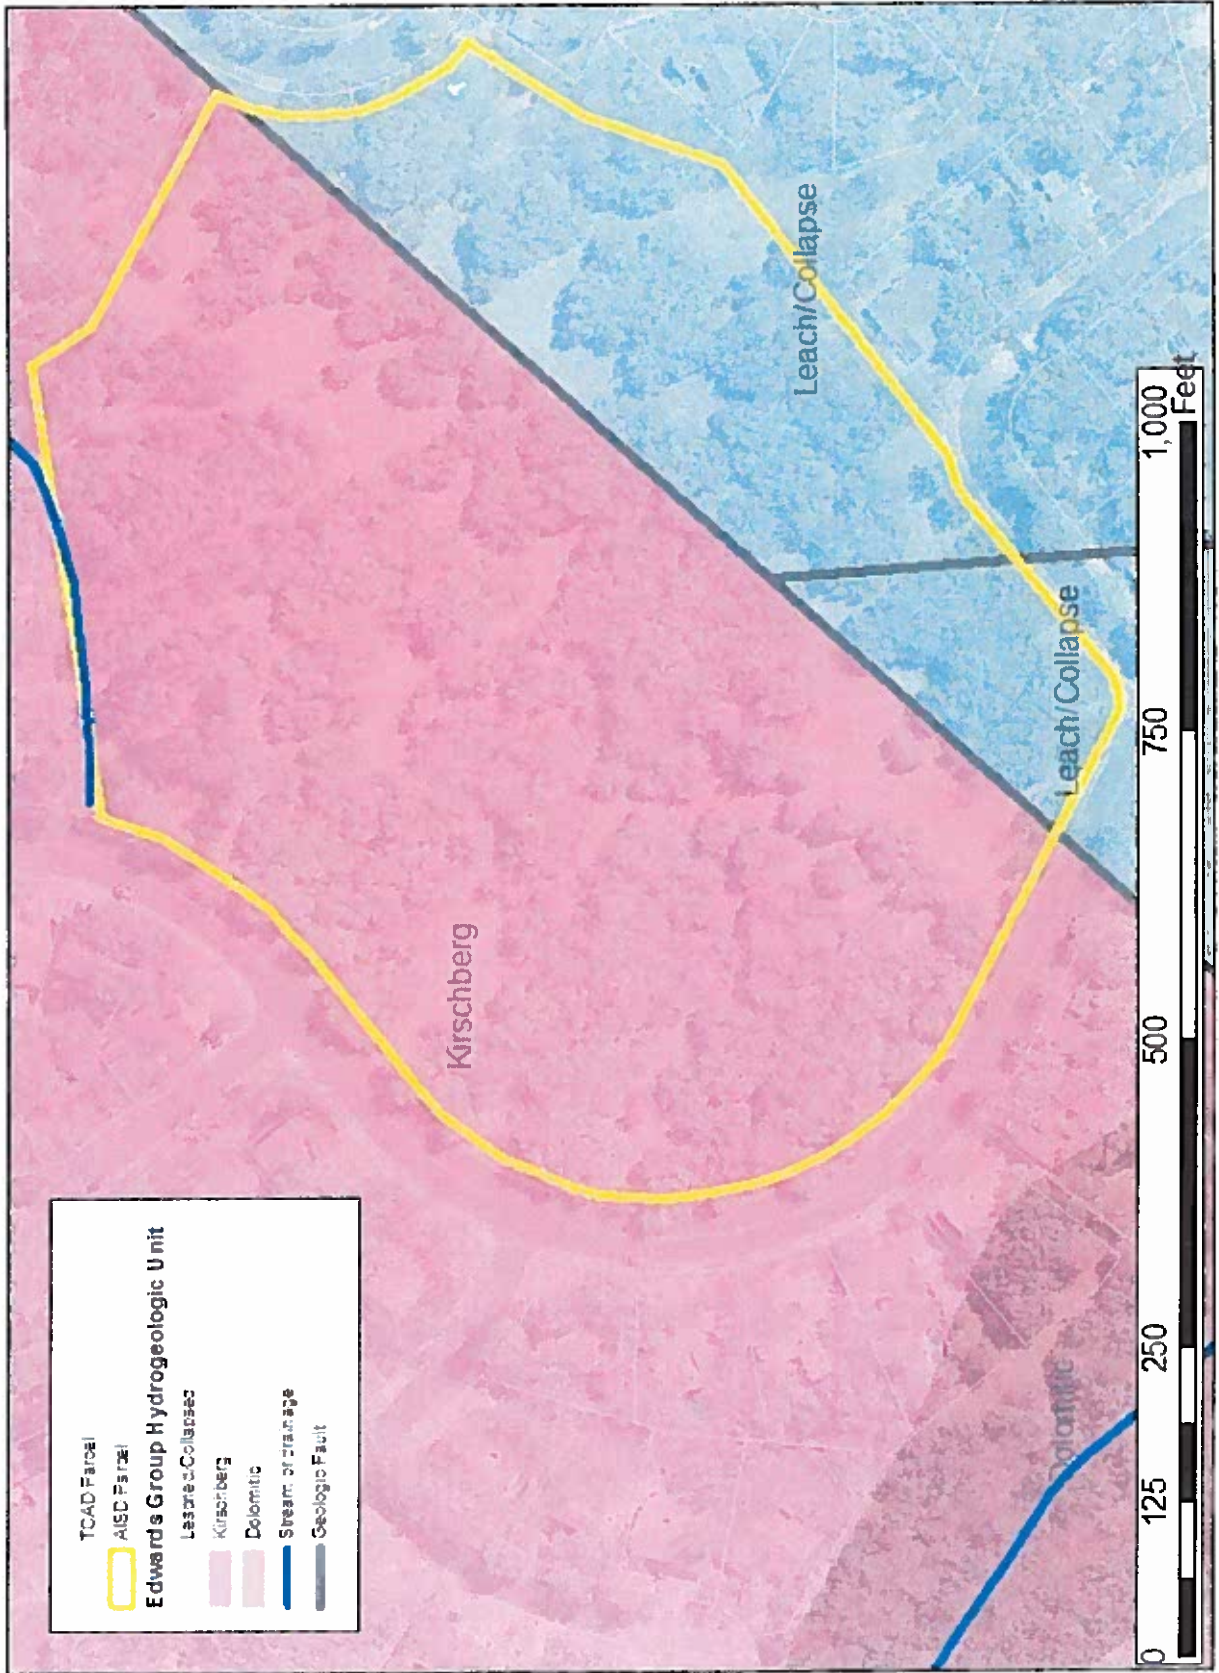 TCAD Parcel
AISD Parcel
Edwards Group Hydrogeologic Unit
Leached/Collapsed
Kirschberg
Dolomitic
Stream or drainage
Geologic Fault
Kirschberg
Leach/Collapse
Leach/Collapse
Dolomitic
0 125 250 500 750 1,000
Feet